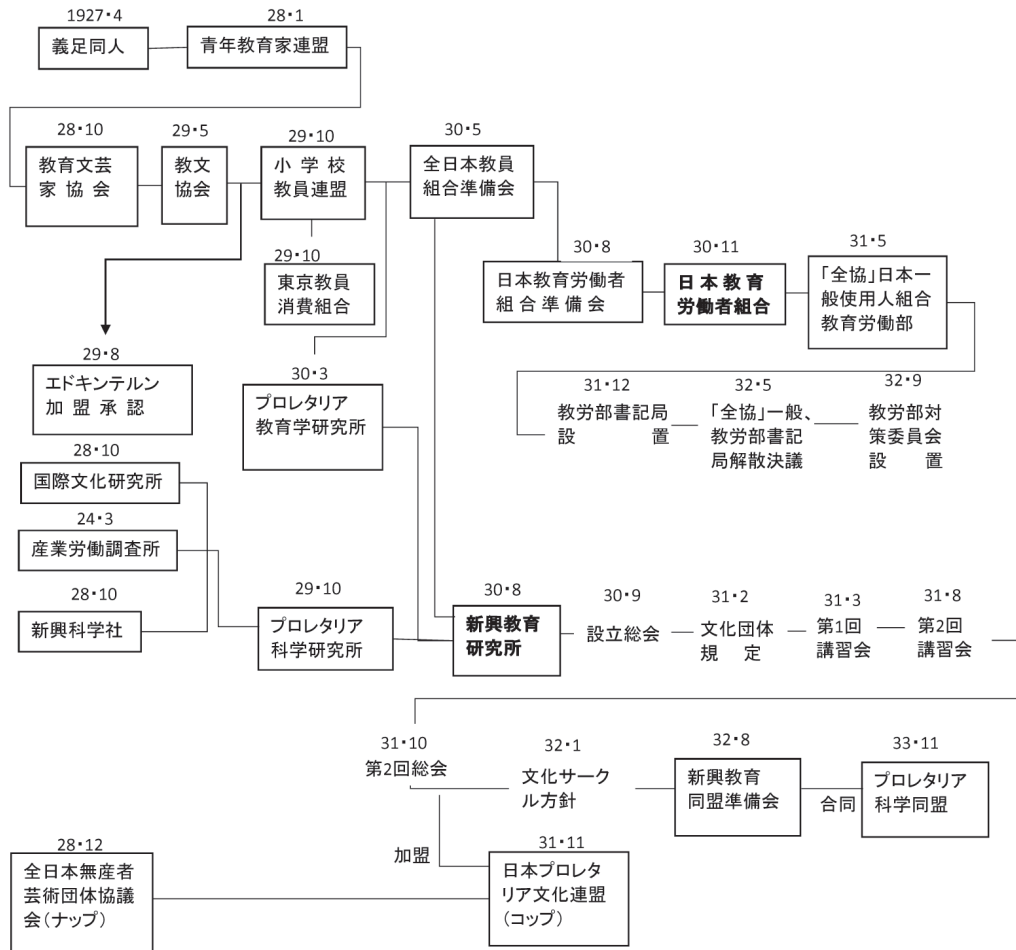 1927・4
義足同人
28・1
青年教育家連盟
28・10
教育文芸
家協会
29・5
教文
協会
29・10
小学校
教員連盟
30・5
全日本教員
組合準備会
29・10
東京教員
消費組合
30・8
日本教育労働者
組合準備会
30・11
日本教育
労働者組合
31・5
「全協」日本一
般使用人組合
教育労働部
29・8
エドキンテルン
加盟承認
30・3
プロレタリア
教育学研究所
31・12
教労部書記局
設置
32・5
「全協」一般、
教労部書記
局解散決議
32・9
教労部対
策委員会
設置
28・10
国際文化研究所
24・3
産業労働調査所
28・10
新興科学社
29・10
プロレタリア
科学研究所
30・8
新興教育
研究所
30・9
設立総会
31・2
文化団体
規定
31・3
第1回
講習会
31・8
第2回
講習会
31・10
第2回総会
32・1
文化サーク
ル方針
32・8
新興教育
同盟準備会
合同
33・11
プロレタリア
科学同盟
28・12
全日本無産者
芸術団体協議
会(ナップ)
加盟
31・11
日本プロレタ
リア文化連盟
(コップ)